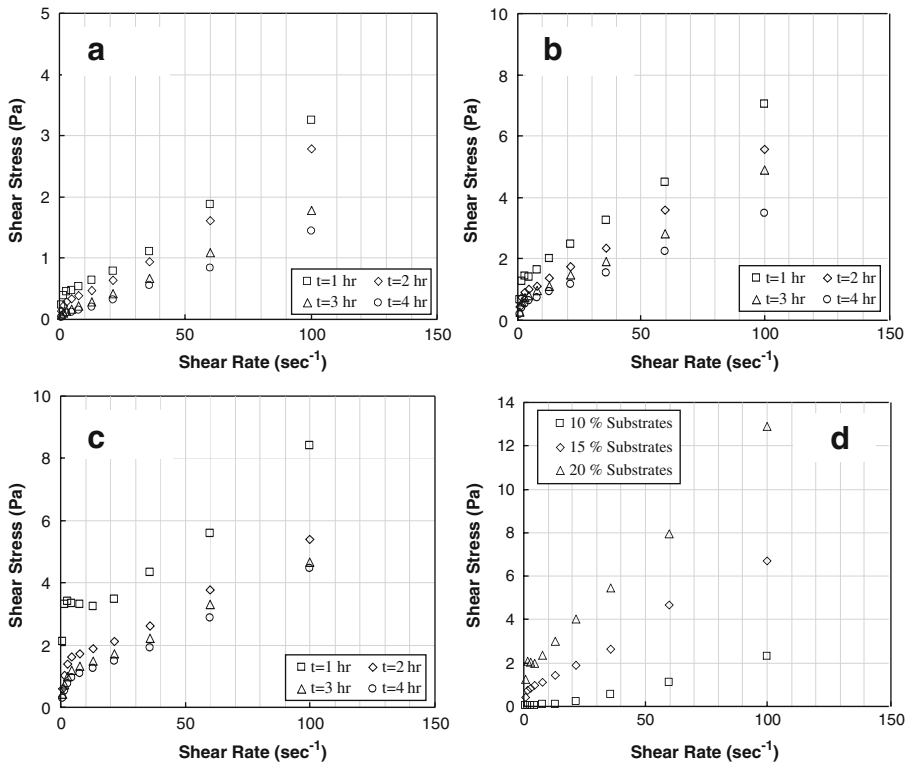 a
Shear Stress (Pa)
5
4
3
2
1
0
0 50 100 150
Shear Rate (sec⁻¹)
□ t=1 hr ◇ t=2 hr
△ t=3 hr ○ t=4 hr
b
Shear Stress (Pa)
10
8
6
4
2
0
0 50 100 150
Shear Rate (sec⁻¹)
□ t=1 hr ◇ t=2 hr
△ t=3 hr ○ t=4 hr
c
Shear Stress (Pa)
10
8
6
4
2
0
0 50 100 150
Shear Rate (sec⁻¹)
□ t=1 hr ◇ t=2 hr
△ t=3 hr ○ t=4 hr
d
Shear Stress (Pa)
14
12
10
8
6
4
2
0
0 50 100 150
Shear Rate (sec⁻¹)
□ 10 % Substrates
◇ 15 % Substrates
△ 20 % Substrates